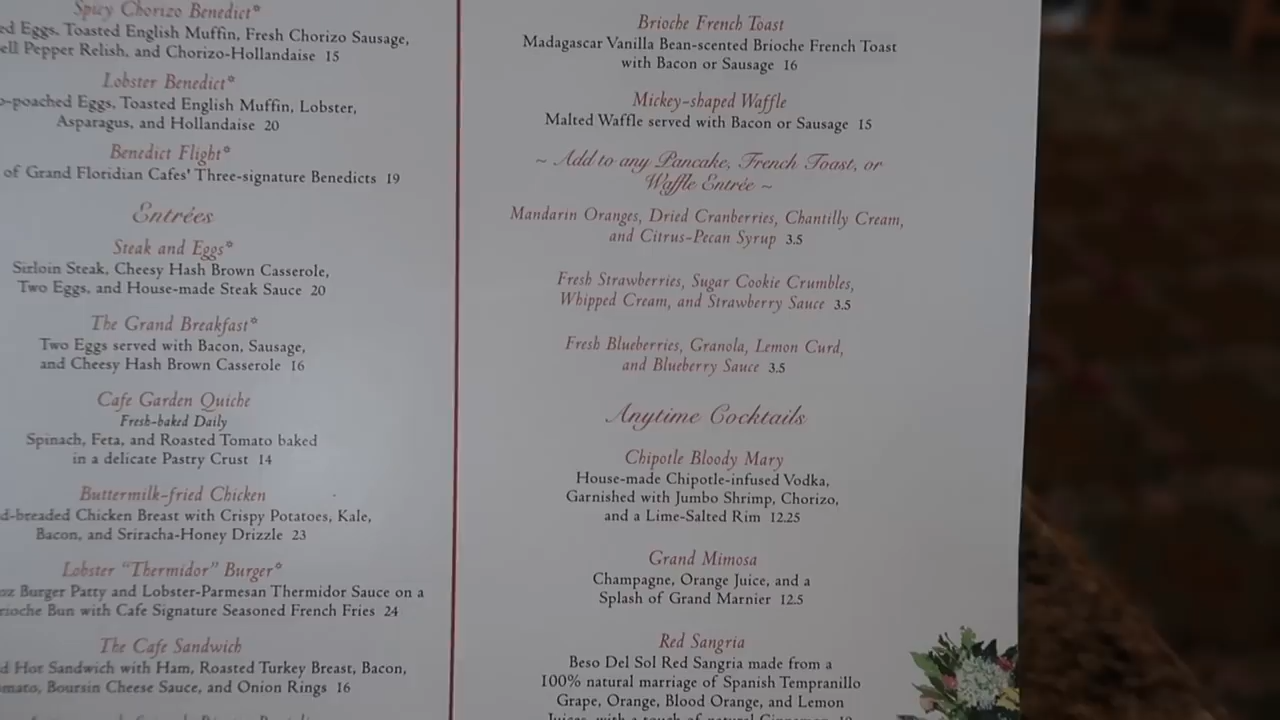 Spicy Chorizo Benedict*
Eggs, Toasted English Muffin, Fresh Chorizo Sausage,
Pepper Relish, and Chorizo-Hollandaise 15
Lobster Benedict*
-poached Eggs, Toasted English Muffin, Lobster,
Asparagus, and Hollandaise 20
Benedict Flight*
of Grand Floridian Cafes' Three-signature Benedicts 19
Entrées
Steak and Eggs*
Sirloin Steak, Cheesy Hash Brown Casserole,
Two Eggs, and House-made Steak Sauce 20
The Grand Breakfast*
Two Eggs served with Bacon, Sausage,
and Cheesy Hash Brown Casserole 16
Cafe Garden Quiche
Fresh-baked Daily
Spinach, Feta, and Roasted Tomato baked
in a delicate Pastry Crust 14
Buttermilk-fried Chicken
d-breaded Chicken Breast with Crispy Potatoes, Kale,
Bacon, and Sriracha-Honey Drizzle 23
Lobster "Thermidor" Burger*
oz Burger Patty and Lobster-Parmesan Thermidor Sauce on a
rioche Bun with Cafe Signature Seasoned French Fries 24
The Cafe Sandwich
d Hot Sandwich with Ham, Roasted Turkey Breast, Bacon,
mato, Boursin Cheese Sauce, and Onion Rings 16
Brioche French Toast
Madagascar Vanilla Bean-scented Brioche French Toast
with Bacon or Sausage 16
Mickey-shaped Waffle
Malted Waffle served with Bacon or Sausage 15
~ Add to any Pancake, French Toast, or
Waffle Entrée ~
Mandarin Oranges, Dried Cranberries, Chantilly Cream,
and Citrus-Pecan Syrup 3.5
Fresh Strawberries, Sugar Cookie Crumbles,
Whipped Cream, and Strawberry Sauce 3.5
Fresh Blueberries, Granola, Lemon Curd,
and Blueberry Sauce 3.5
Anytime Cocktails
Chipotle Bloody Mary
House-made Chipotle-infused Vodka,
Garnished with Jumbo Shrimp, Chorizo,
and a Lime-Salted Rim 12.25
Grand Mimosa
Champagne, Orange Juice, and a
Splash of Grand Marnier 12.5
Red Sangria
Beso Del Sol Red Sangria made from a
100% natural marriage of Spanish Tempranillo
Grape, Orange, Blood Orange, and Lemon
Juices, with a touch of natural Cinnamon